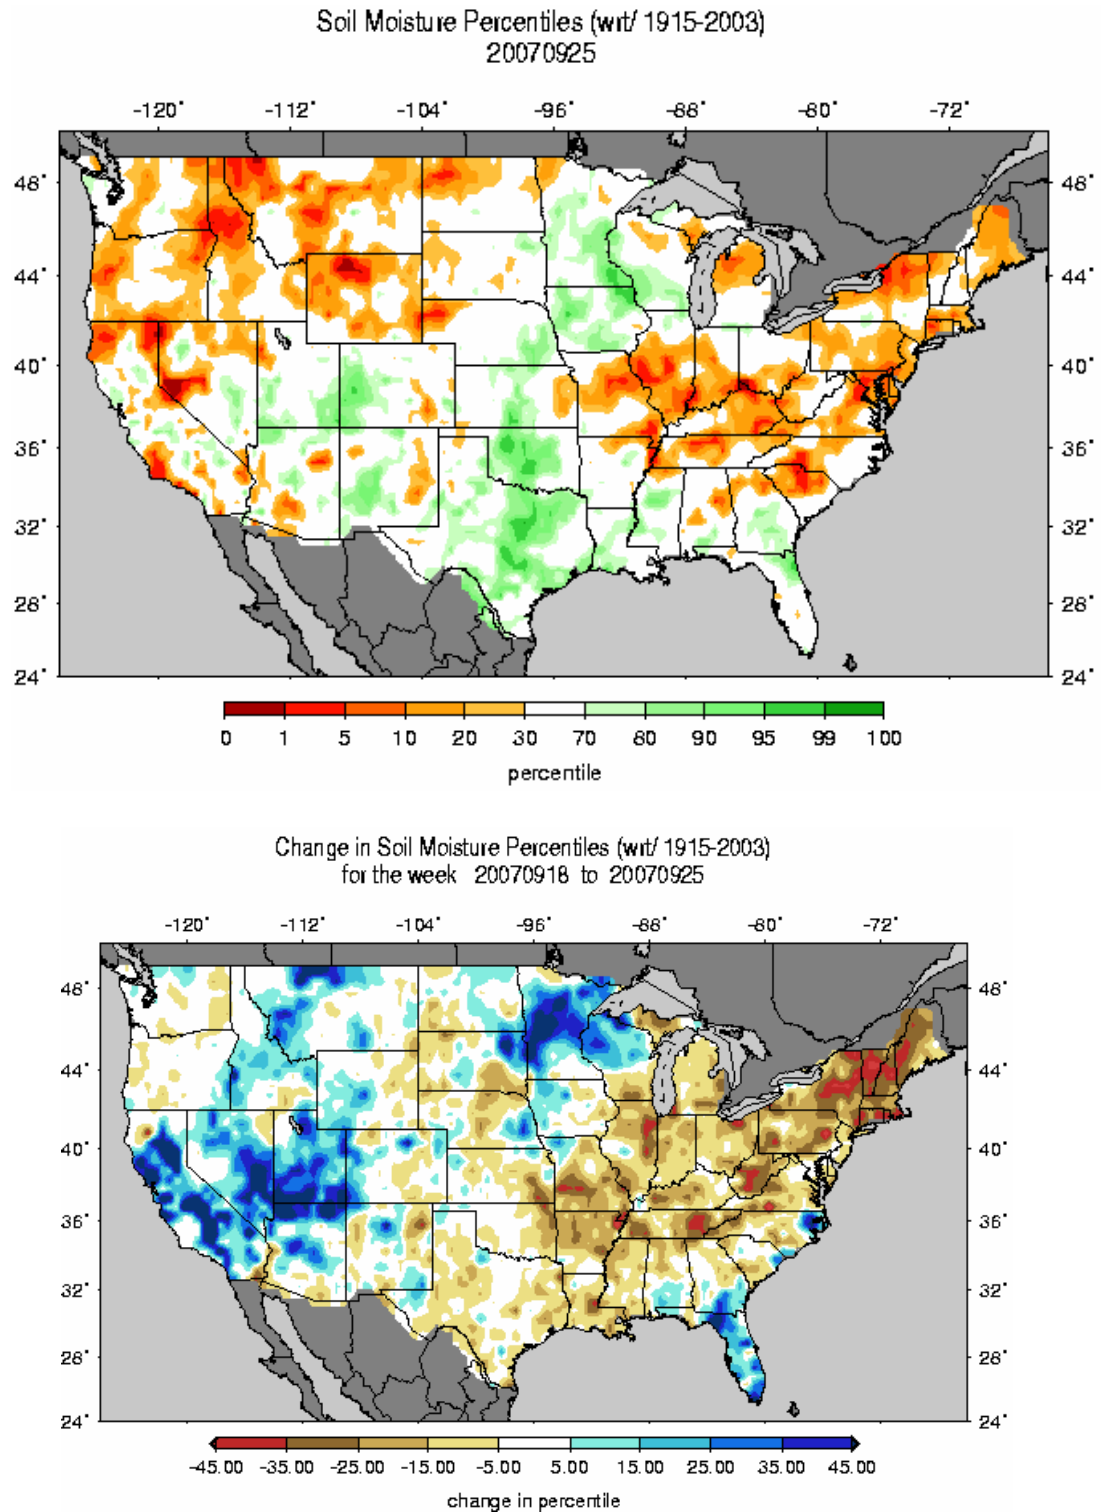 Soil Moisture Percentiles (wrt/ 1915-2003)
20070925
-120˚ -112˚ -104˚ -96˚ -88˚ -80˚ -72˚
48˚ 48˚
44˚ 44˚
40˚ 40˚
36˚ 36˚
32˚ 32˚
28˚ 28˚
24˚ 24˚
0 1 5 10 20 30 70 80 90 95 99 100
percentile
Change in Soil Moisture Percentiles (wrt/ 1915-2003)
for the week 20070918 to 20070925
-120˚ -112˚ -104˚ -96˚ -88˚ -80˚ -72˚
48˚ 48˚
44˚ 44˚
40˚ 40˚
36˚ 36˚
32˚ 32˚
28˚ 28˚
24˚ 24˚
-45.00 -35.00 -25.00 -15.00 -5.00 5.00 15.00 25.00 35.00 45.00
change in percentile